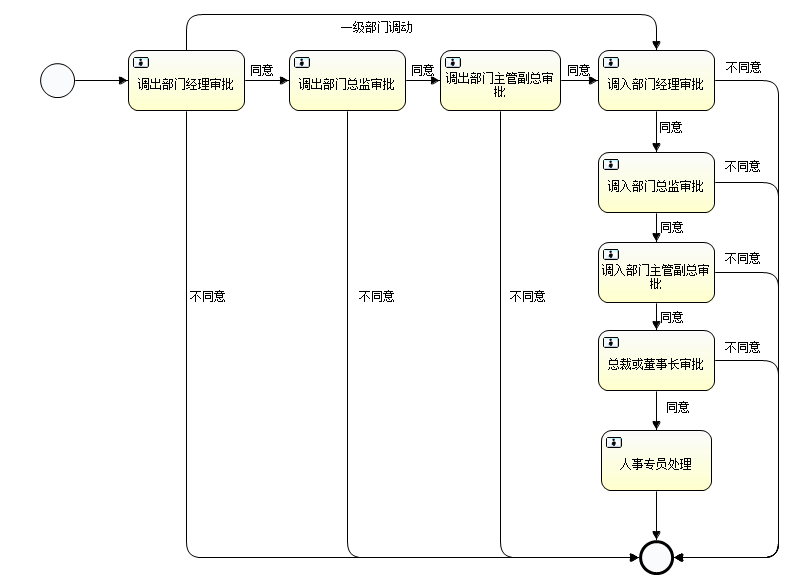 一级部门调动
调出部门经理审批
同意
调出部门总监审批
同意
调出部门主管副总审
批
同意
调入部门经理审批
不同意
同意
调入部门总监审批
不同意
同意
调入部门主管副总审
批
不同意
不同意
不同意
不同意
同意
总裁或董事长审批
不同意
同意
人事专员处理